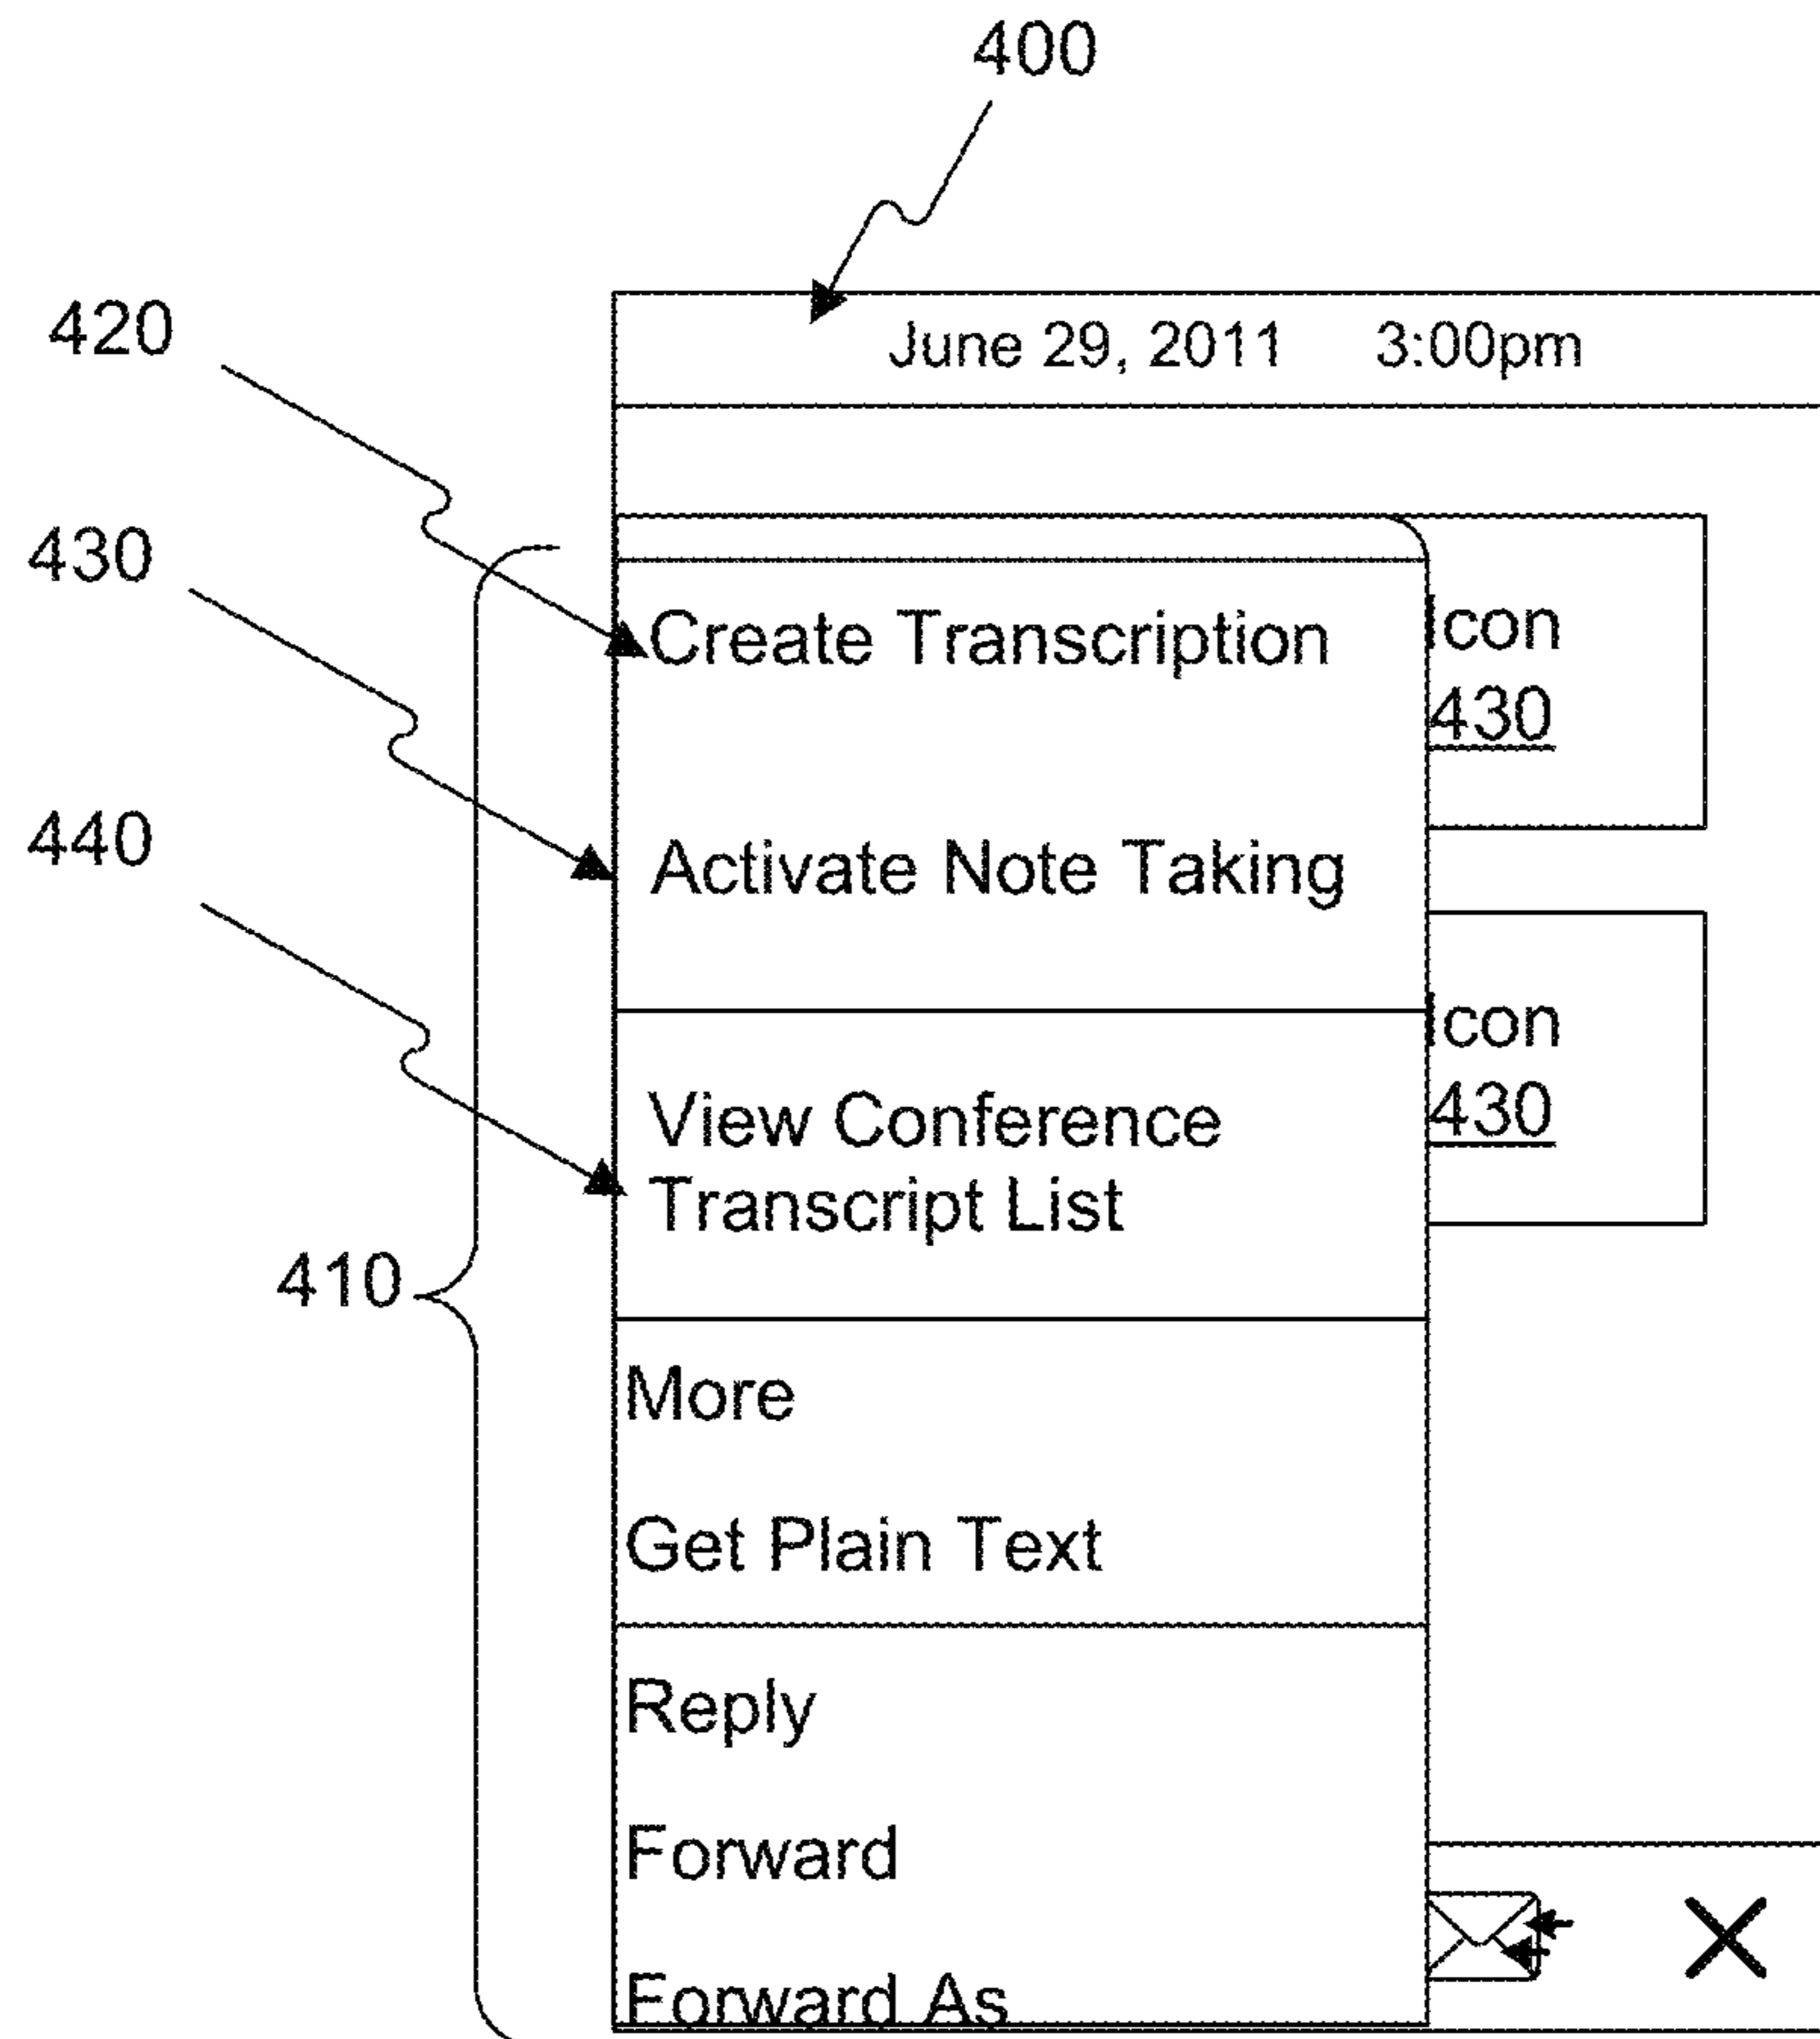 400
June 29, 2011 3:00pm
420
430
Create Transcription
Icon
430
Activate Note Taking
440
View Conference
Transcript List
Icon
430
410
More
Get Plain Text
Reply
Forward
Forward As